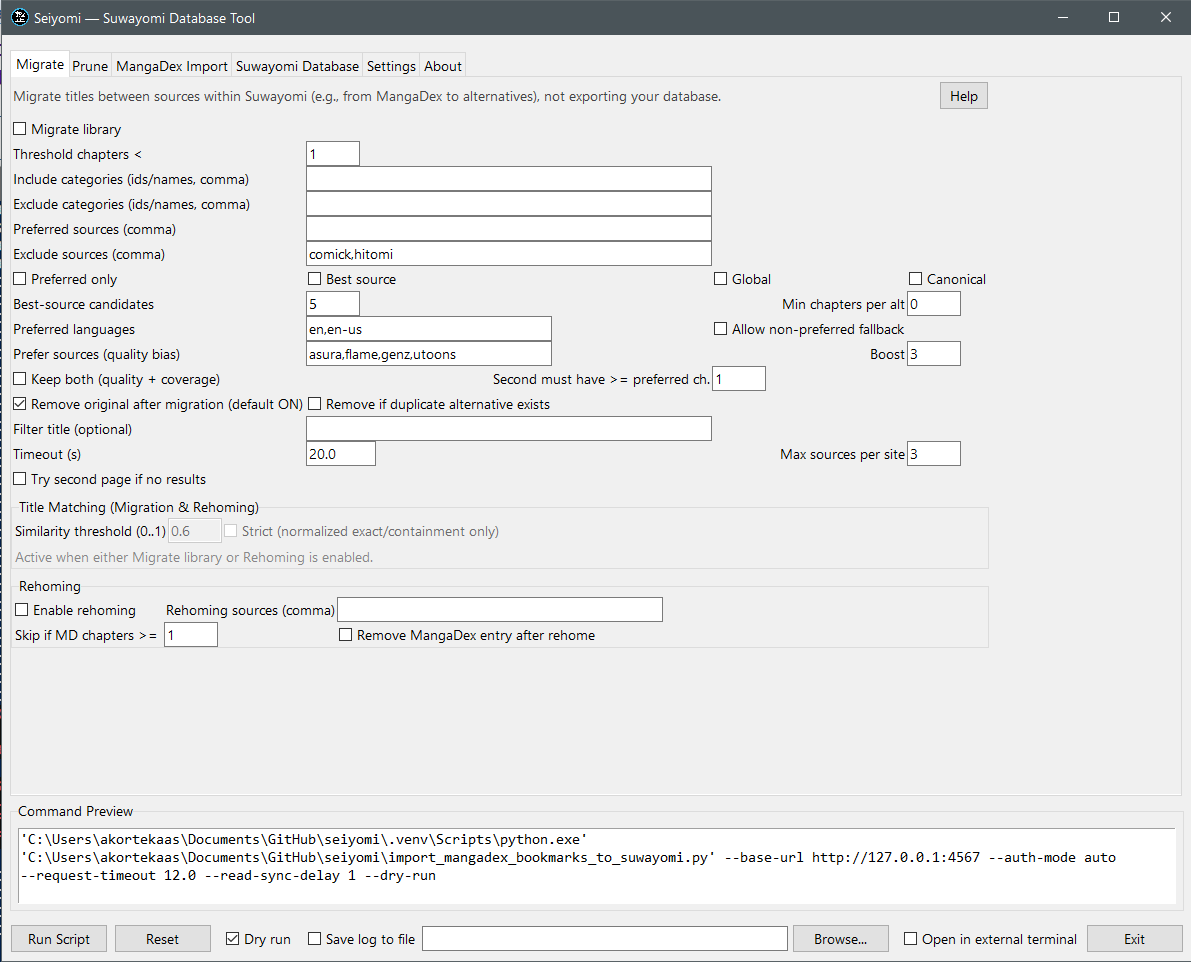 Seiyomi — Suwayomi Database Tool
Migrate Prune MangaDex Import Suwayomi Database Settings About
Migrate titles between sources within Suwayomi (e.g., from MangaDex to alternatives), not exporting your database. Help
Migrate library
Threshold chapters < 1
Include categories (ids/names, comma)
Exclude categories (ids/names, comma)
Preferred sources (comma)
Exclude sources (comma) comick,hitomi
Preferred only Best source Global Canonical
Best-source candidates 5 Min chapters per alt 0
Preferred languages en,en-us Allow non-preferred fallback
Prefer sources (quality bias) asura,flame,genz,utoons Boost 3
Keep both (quality + coverage) Second must have >= preferred ch. 1
Remove original after migration (default ON) Remove if duplicate alternative exists
Filter title (optional)
Timeout (s) 20.0 Max sources per site 3
Try second page if no results
Title Matching (Migration & Rehoming)
Similarity threshold (0..1) 0.6 Strict (normalized exact/containment only)
Active when either Migrate library or Rehoming is enabled.
Rehoming
Enable rehoming Rehoming sources (comma)
Skip if MD chapters >= 1 Remove MangaDex entry after rehome
Command Preview
'C:\Users\akortekaas\Documents\GitHub\seiyomi\.venv\Scripts\python.exe'
'C:\Users\akortekaas\Documents\GitHub\seiyomi\import_mangadex_bookmarks_to_suwayomi.py' --base-url http://127.0.0.1:4567 --auth-mode auto
--request-timeout 12.0 --read-sync-delay 1 --dry-run
Run Script Reset Dry run Save log to file Browse... Open in external terminal Exit